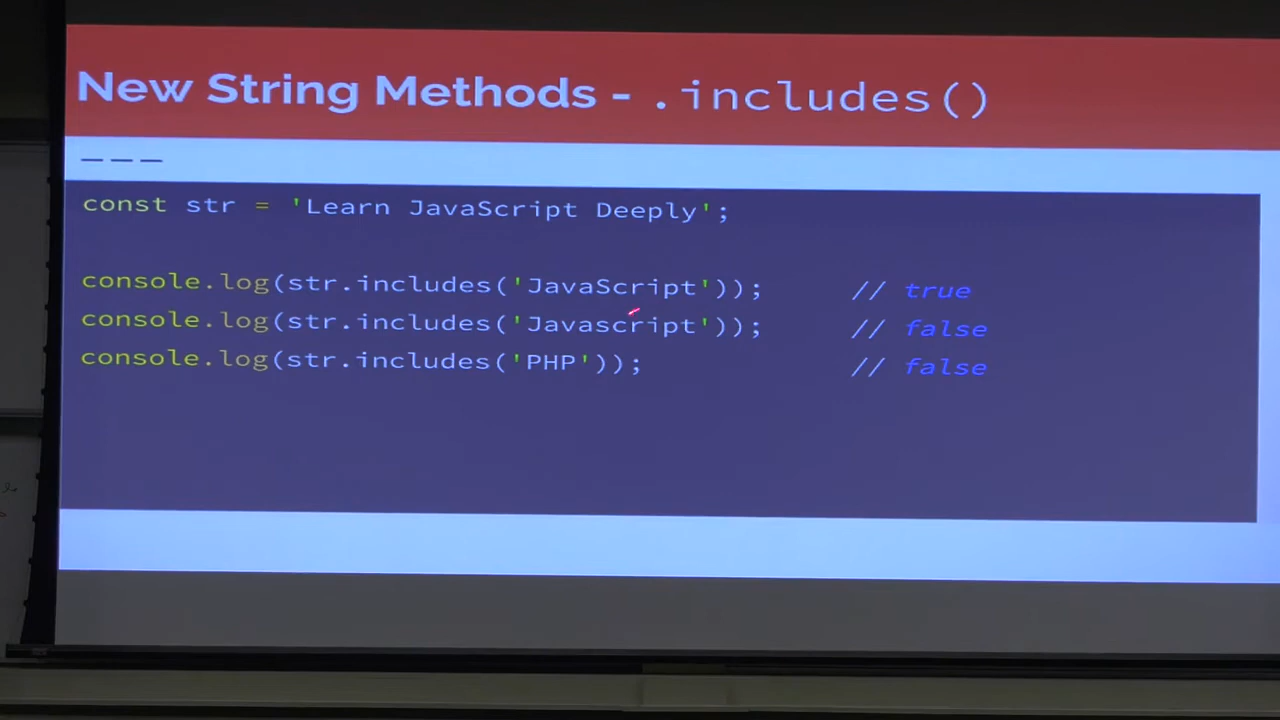 New String Methods - .includes()
const str = 'Learn JavaScript Deeply';
console.log(str.includes('JavaScript')); // true
console.log(str.includes('Javascript')); // false
console.log(str.includes('PHP')); // false